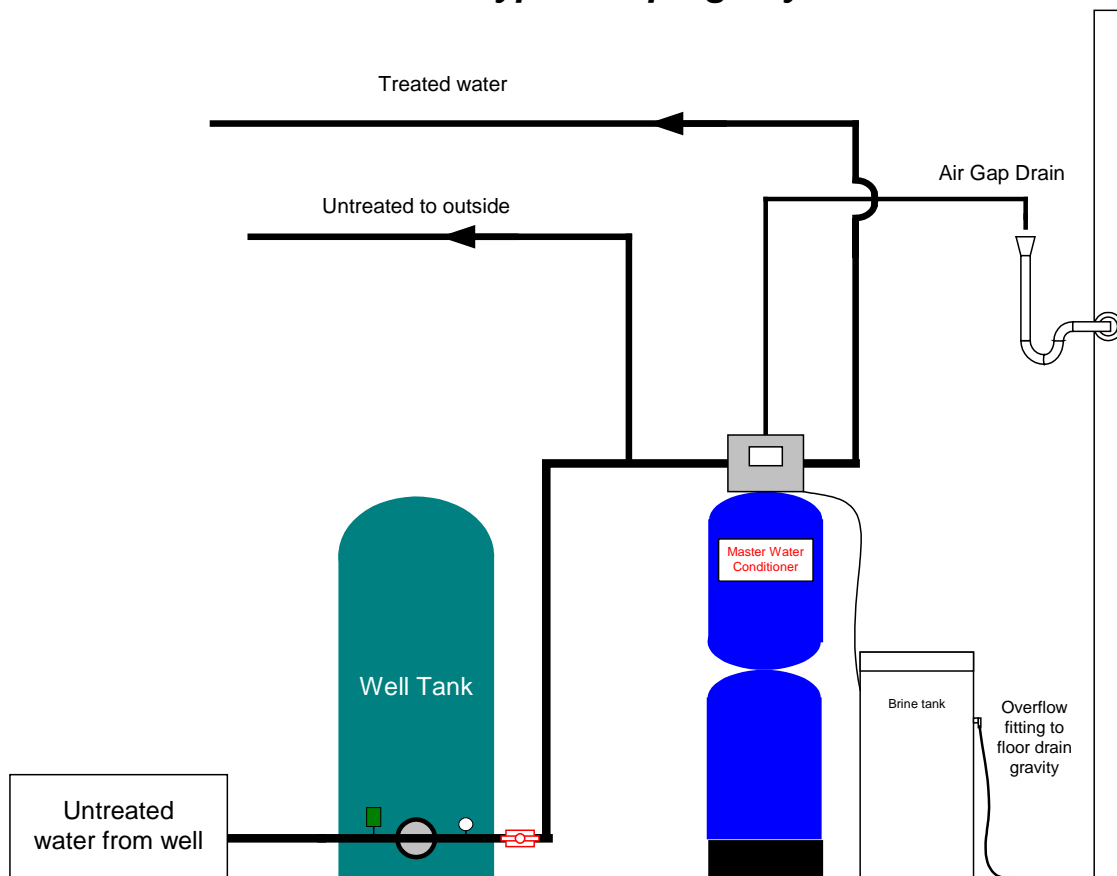 Treated water
Air Gap Drain
Untreated to outside
Master Water
Conditioner
Well Tank
Brine tank
Overflow
fitting to
floor drain
gravity
Untreated
water from well